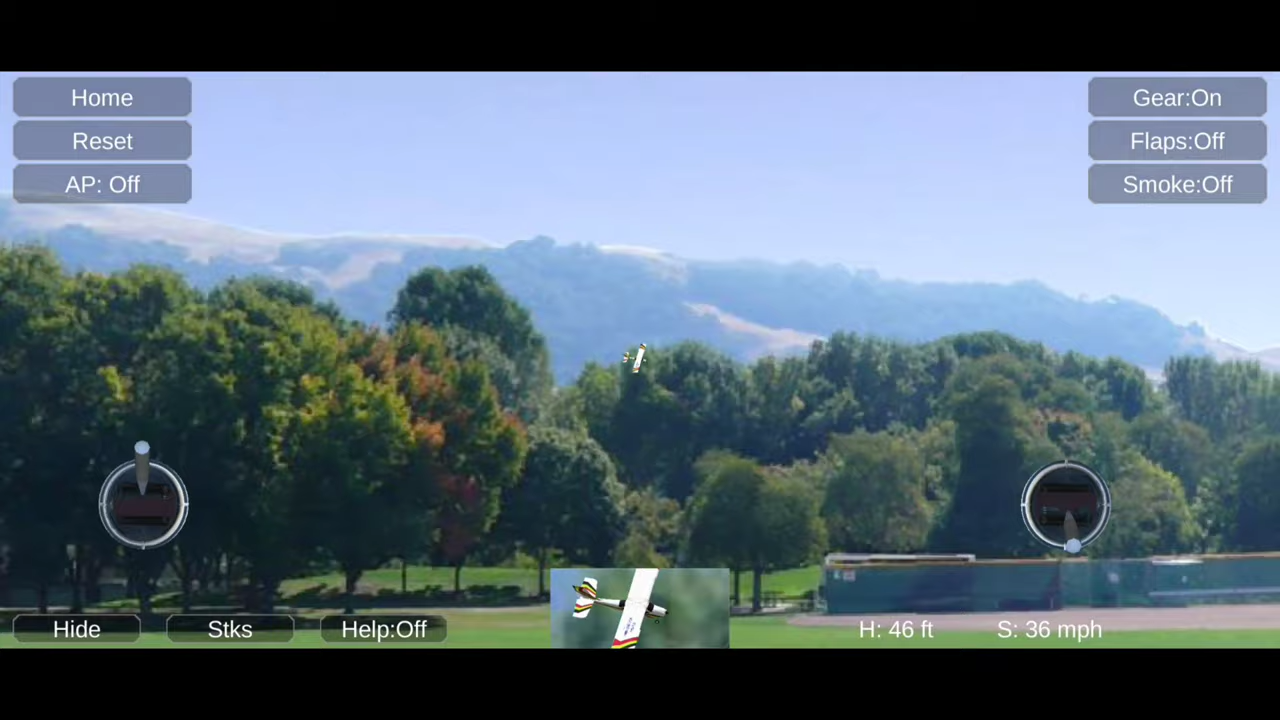 Home
Gear:On
Reset
Flaps:Off
AP: Off
Smoke:Off
Hide
Stks
Help:Off
H: 46 ft
S: 36 mph